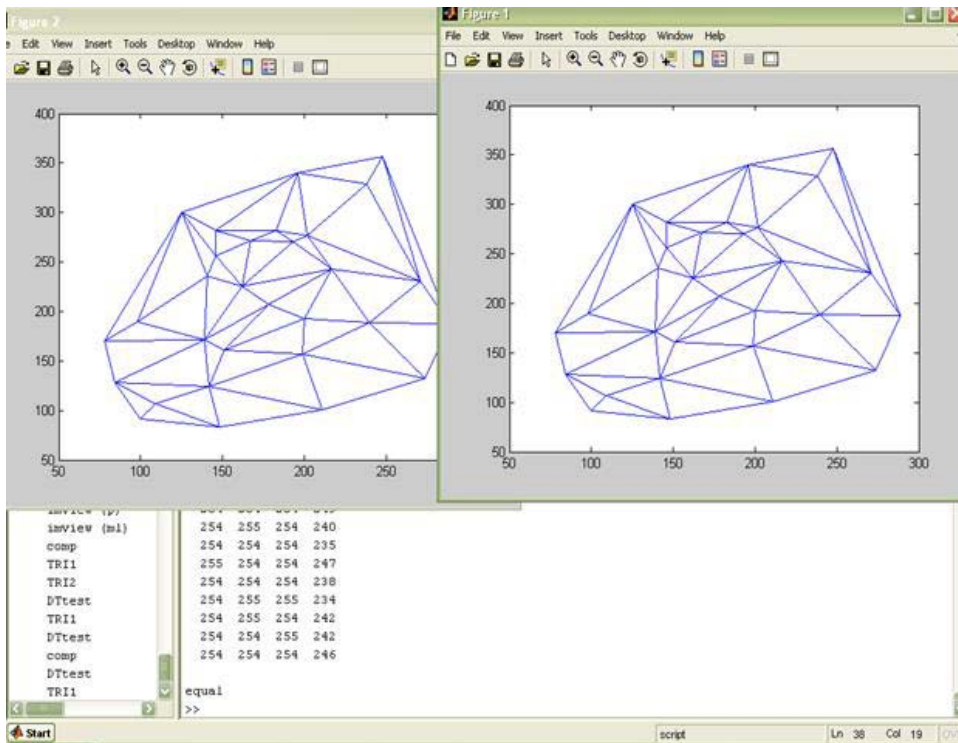 Figure 2
Edit View Insert Tools Desktop Window Help
400
350
300
250
200
150
100
50
50 100 150 200 250
Figure 1
File Edit View Insert Tools Desktop Window Help
400
350
300
250
200
150
100
50
50 100 150 200 250 300
imview (p)
imview (m1)
comp
TRI1
TRI2
DTtest
TRI1
DTtest
comp
DTtest
TRI1
254 255 254 240
254 254 254 235
255 254 254 247
254 254 254 238
254 255 255 234
254 255 254 242
254 254 255 242
254 254 254 246
equal
>>
Start
script
Ln 38 Col 19